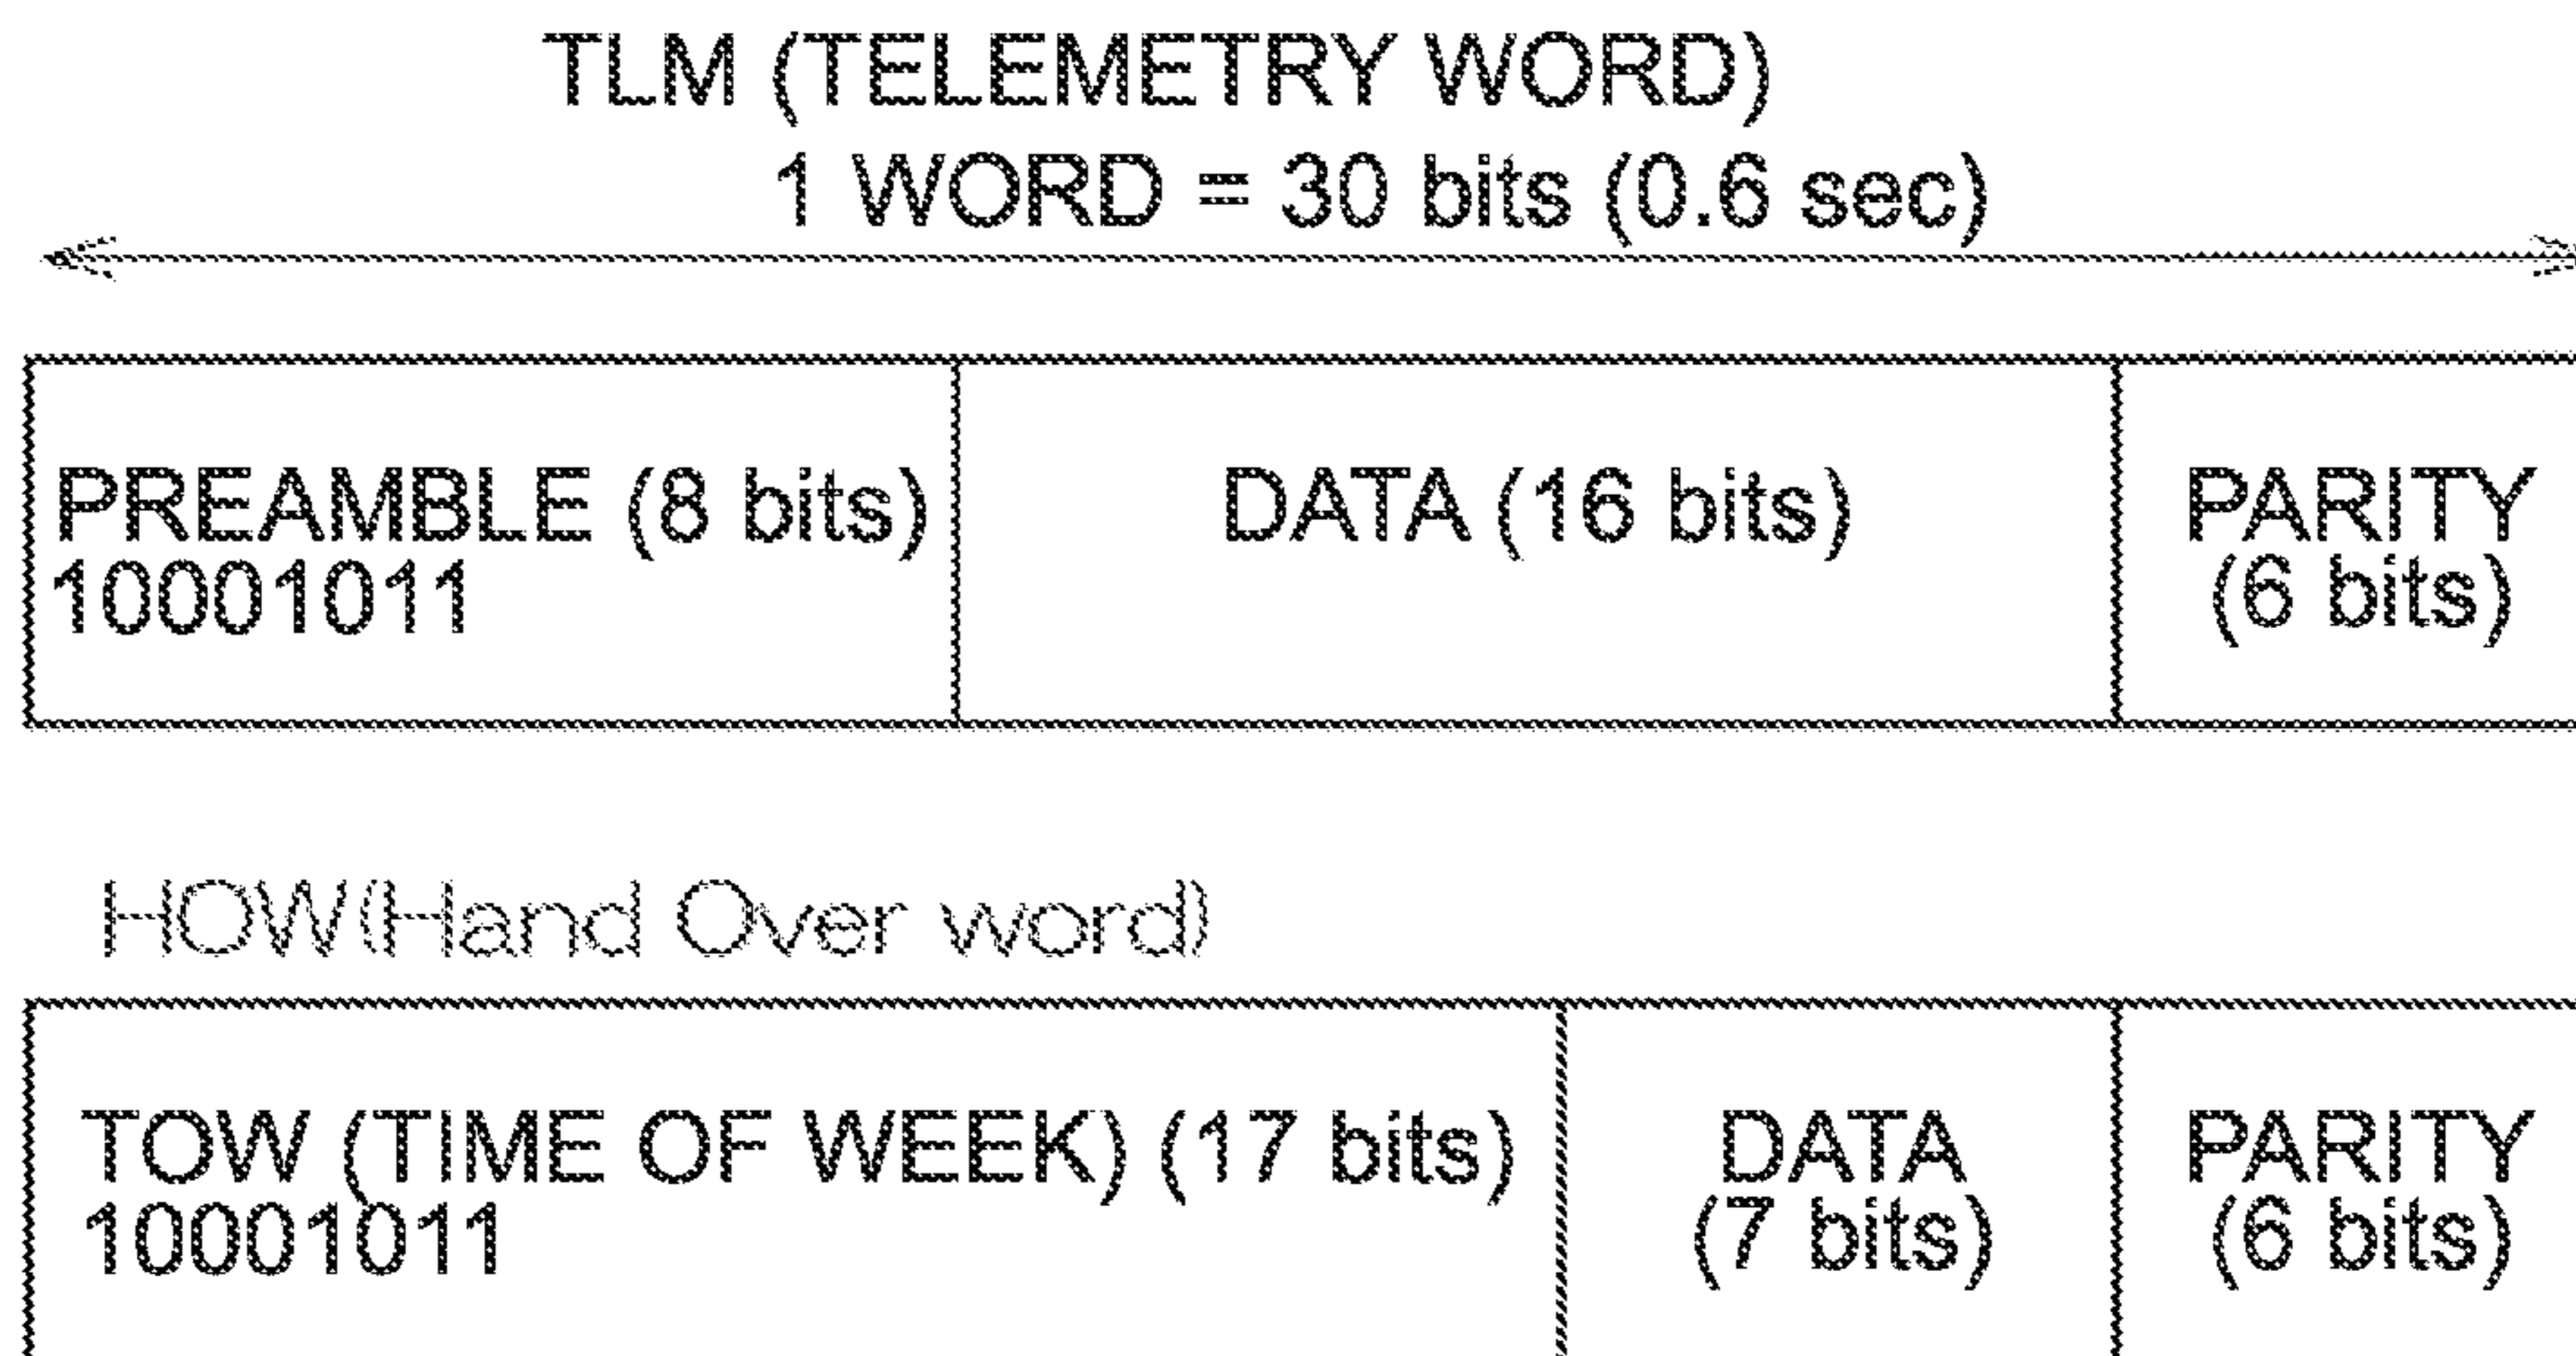 TLM (TELEMETRY WORD)
1 WORD = 30 bits (0.6 sec)
PREAMBLE (8 bits)
10001011
DATA (16 bits)
PARITY
(6 bits)
HOW(Hand Over word)
TOW (TIME OF WEEK) (17 bits)
10001011
DATA
(7 bits)
PARITY
(6 bits)